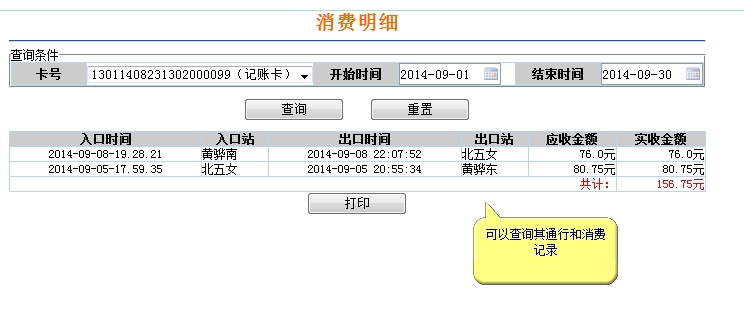 消费明细
查询条件
卡号 13011408231302000099（记账卡） 开始时间 2014-09-01 结束时间 2014-09-30
查询 重置
入口时间 入口站 出口时间 出口站 应收金额 实收金额
2014-09-08-19.28.21 黄骅南 2014-09-08 22:07:52 北五女 76.0元 76.0元
2014-09-05-17.59.35 北五女 2014-09-05 20:55:34 黄骅东 80.75元 80.75元
共计： 156.75元
打印
可以查询其通行和消费
记录